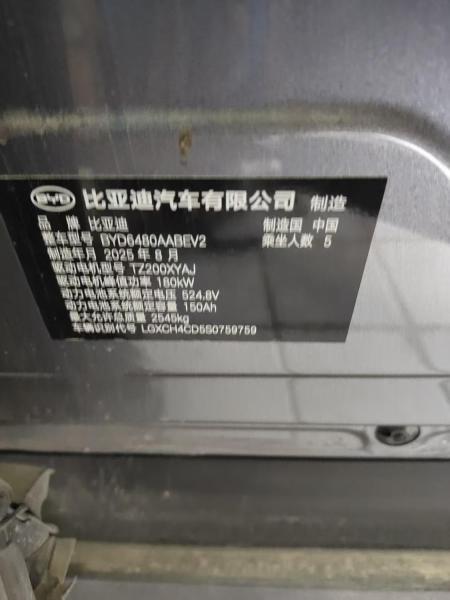 BYD 比亚迪汽车有限公司 制造
品牌 比亚迪 制造国 中国
整车型号 BYD6480AABEV2 乘坐人数 5
制造年月 2025年8月
驱动电机型号 TZ200XYAJ
驱动电机峰值功率 180kW
动力电池系统额定电压 524.8V
动力电池系统额定容量 150Ah
最大允许总质量 2545kg
车辆识别代号 LGXCH4CD5S0759759